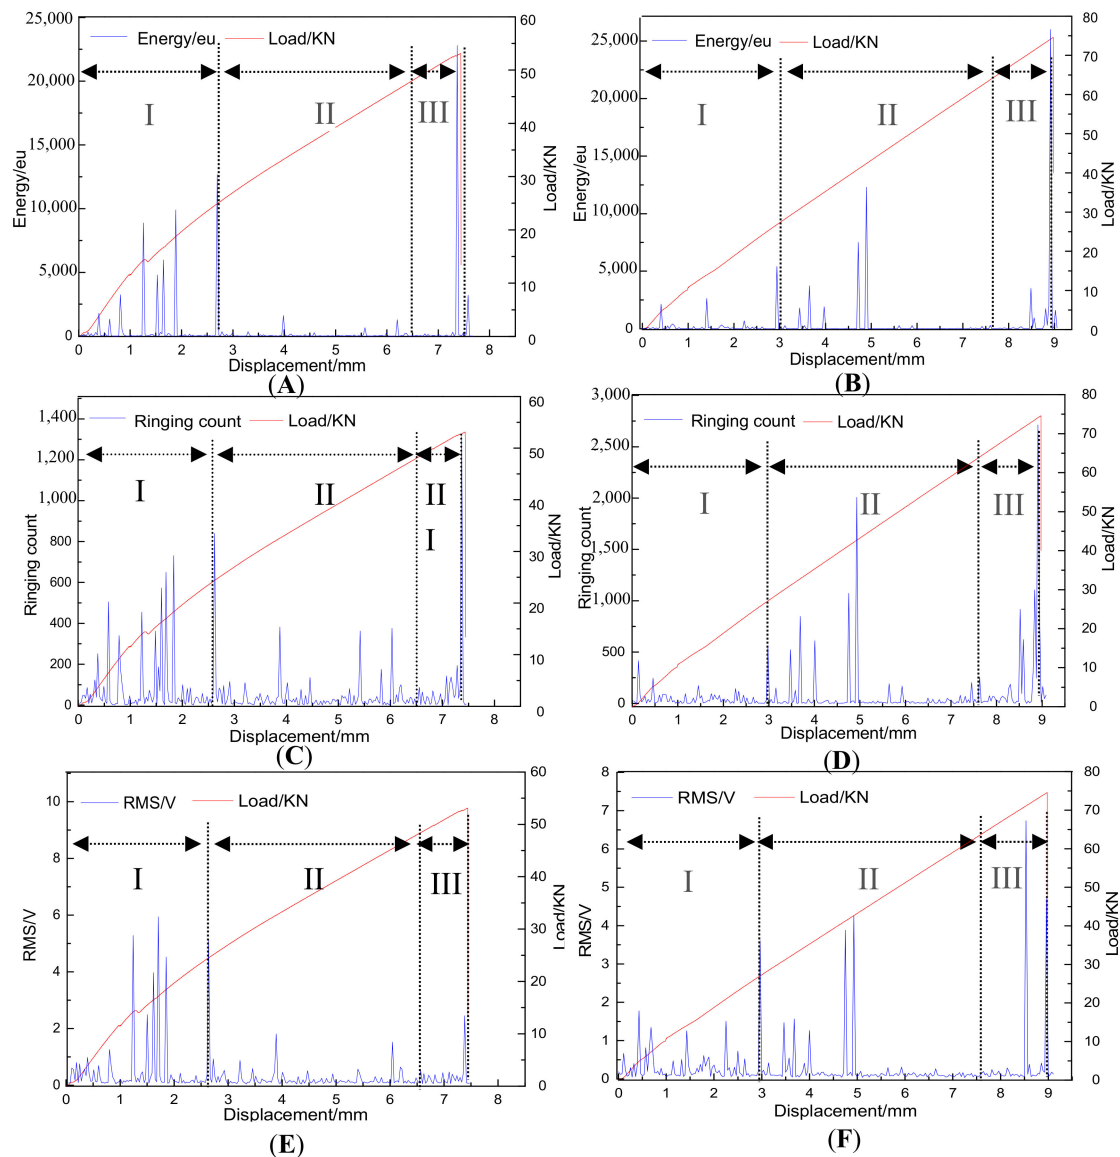 25,000
20,000
15,000
10,000
5,000
0
Energy/eu
Energy/eu
Load/KN
I
II
III
60
50
40
30
20
10
0
Load/KN
0 1 2 3 4 5 6 7 8
Displacement/mm
(A)
25,000
20,000
15,000
10,000
5,000
0
Energy/eu
Energy/eu
Load/KN
I
II
III
80
70
60
50
40
30
20
10
0
Load/KN
0 1 2 3 4 5 6 7 8 9
Displacement/mm
(B)
1,400
1,200
1,000
800
600
400
200
0
Ringing count
Ringing count
Load/KN
I
II
II
I
60
50
40
30
20
10
0
Load/KN
0 1 2 3 4 5 6 7 8
Displacement/mm
(C)
3,000
2,500
2,000
1,500
1,000
500
0
Ringing count
Ringing count
Load/KN
I
II
III
80
70
60
50
40
30
20
10
0
Load/KN
0 1 2 3 4 5 6 7 8 9
Displacement/mm
(D)
10
8
6
4
2
0
RMS/V
RMS/V
Load/KN
I
II
III
60
50
40
30
20
10
0
Load/KN
0 1 2 3 4 5 6 7 8
Displacement/mm
(E)
8
7
6
5
4
3
2
1
0
RMS/V
RMS/V
Load/KN
I
II
III
80
70
60
50
40
30
20
10
0
Load/KN
0 1 2 3 4 5 6 7 8 9
Displacement/mm
(F)